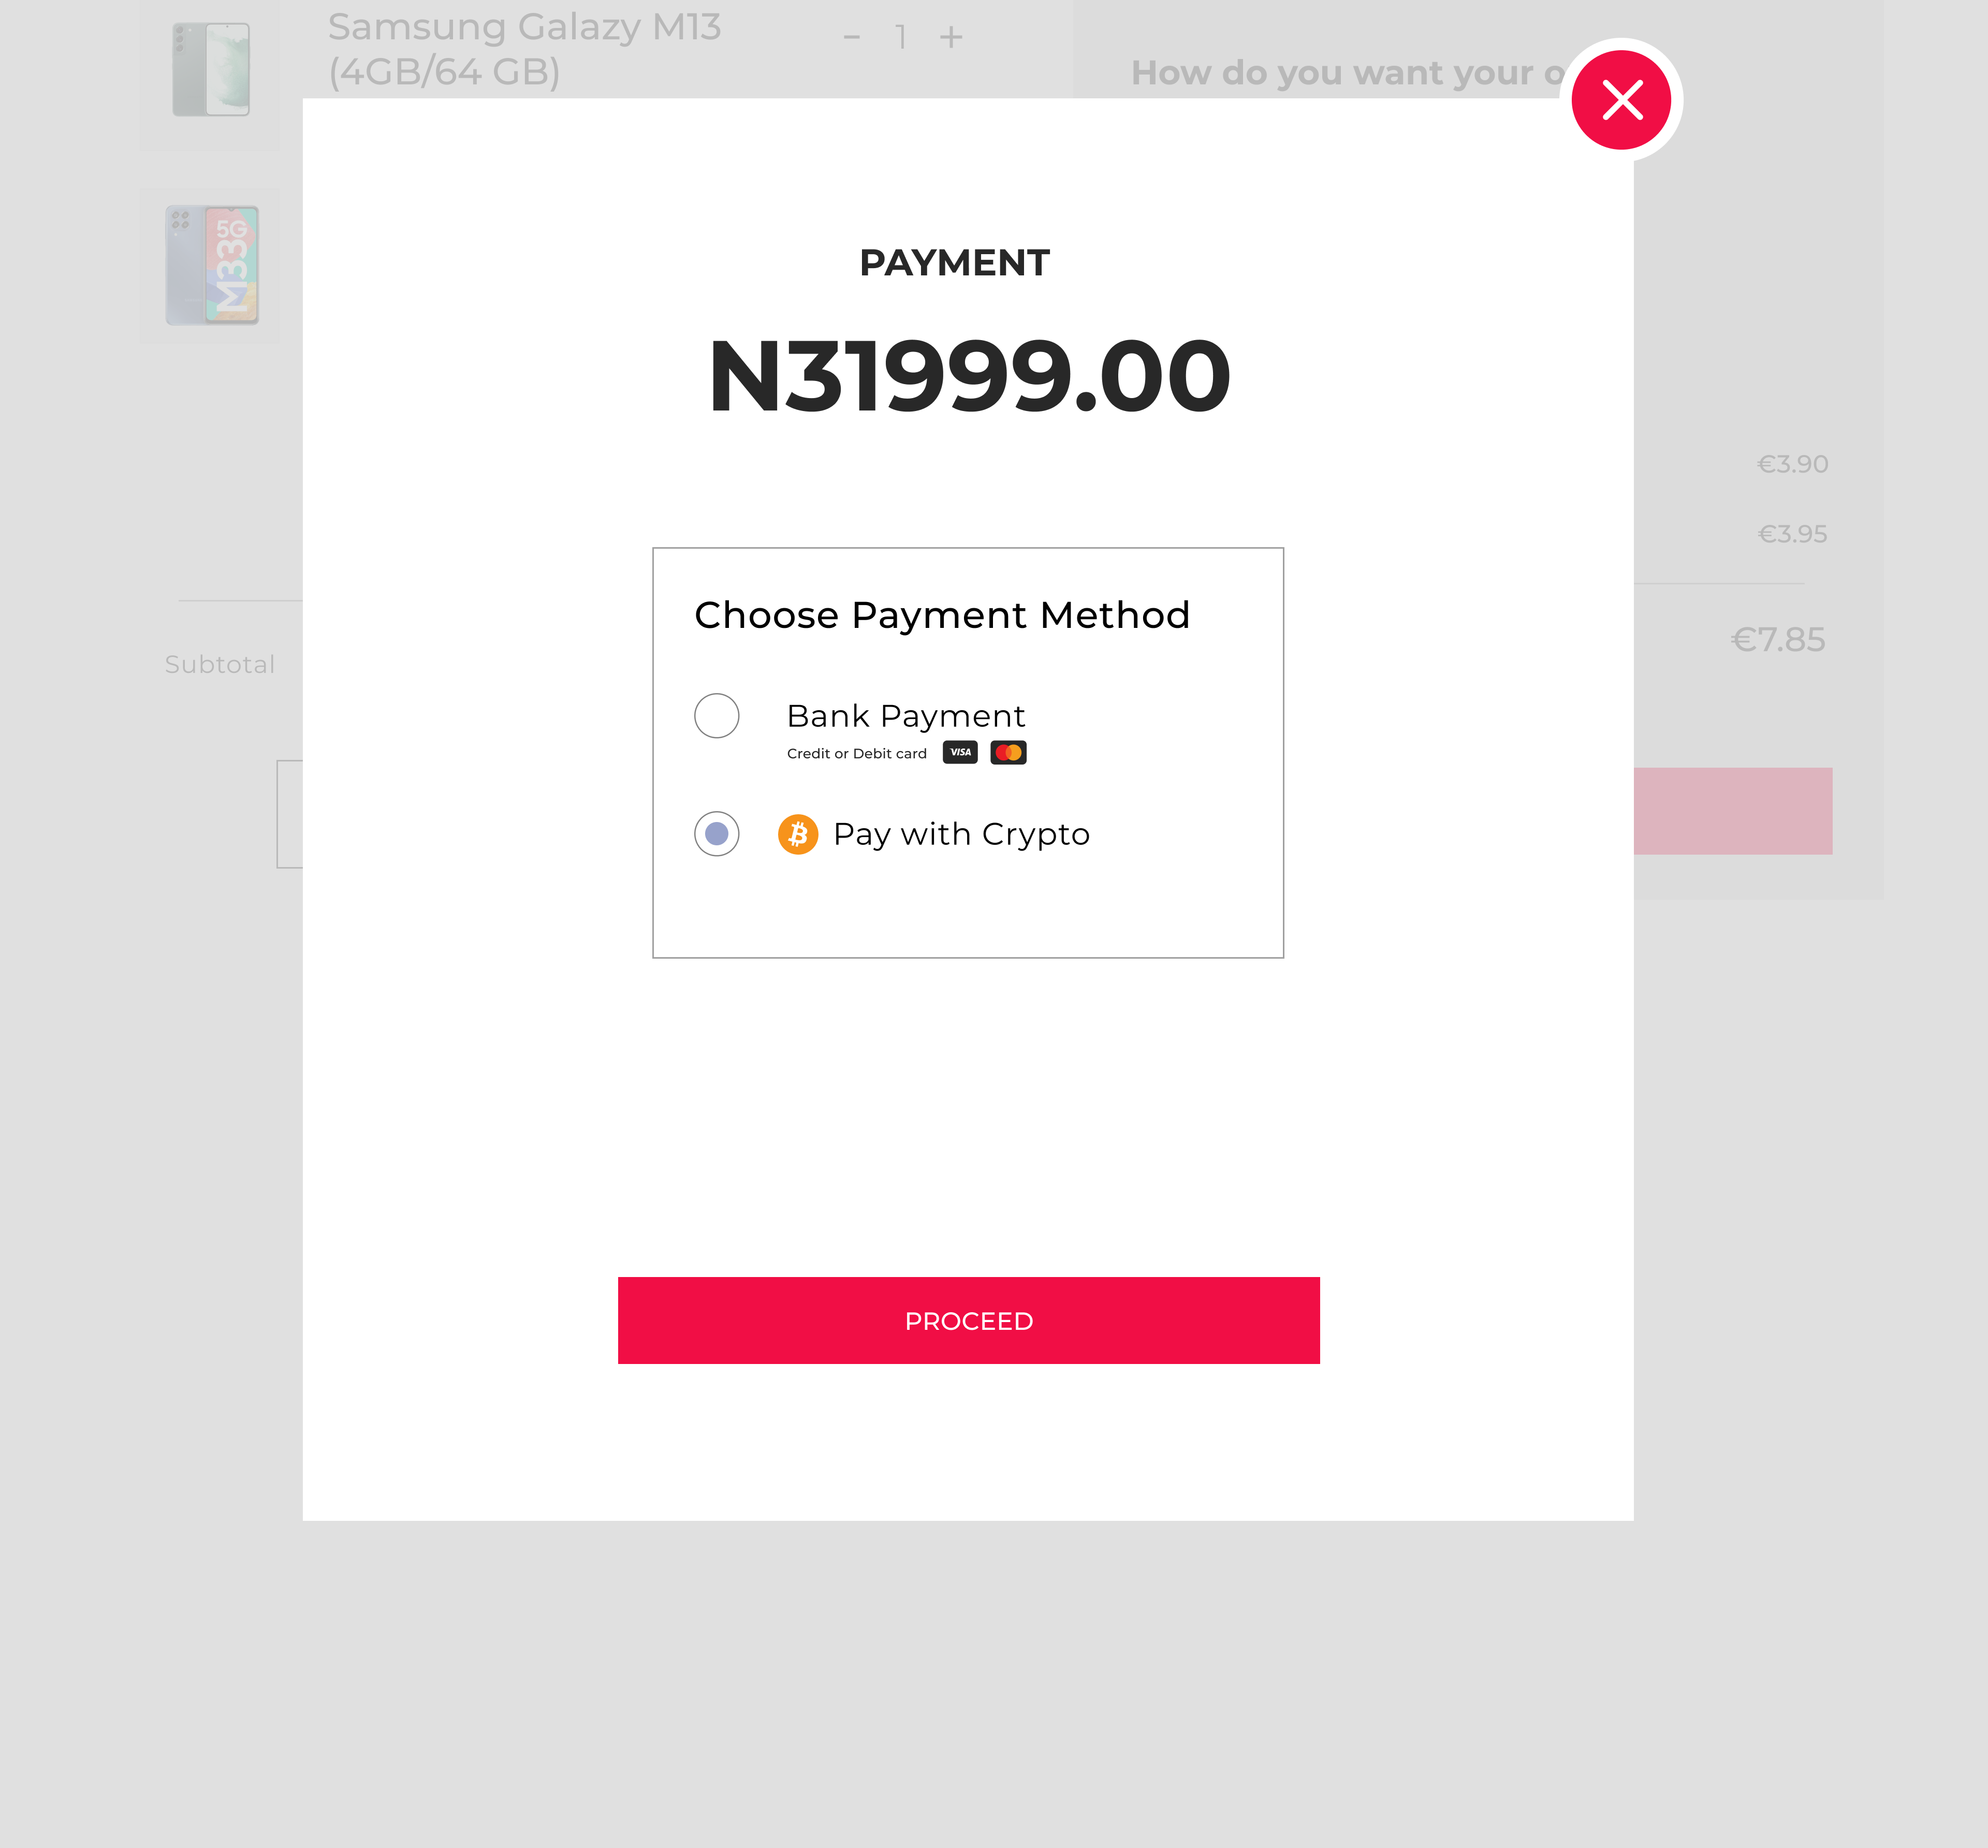 Samsung Galazy M13
(4GB/64 GB)
− 1 +
How do you want your o
5G
M33
PAYMENT
N31999.00
€3.90
€3.95
Choose Payment Method
€7.85
Subtotal
Bank Payment
Credit or Debit card VISA
Pay with Crypto
PROCEED